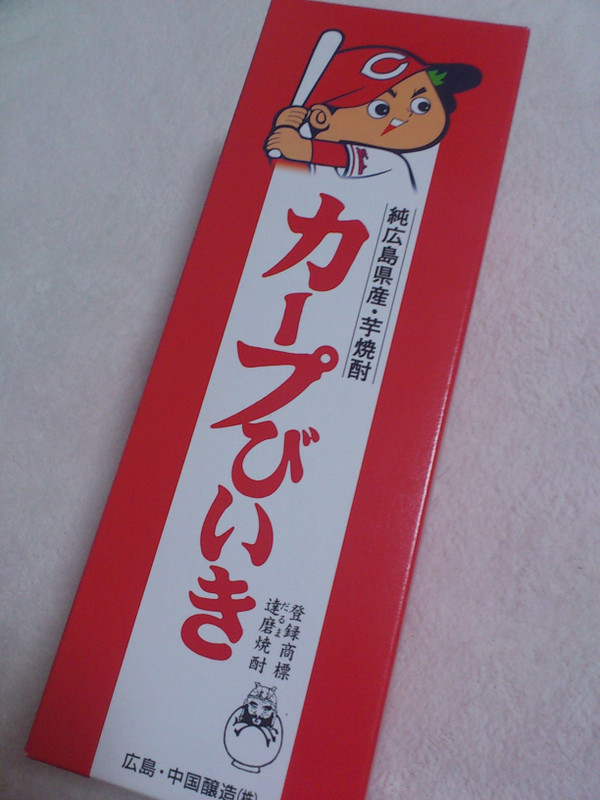 C
純広島県産・芋焼酎
カープびいき
登録商標
だるま
達磨焼酎
広島・中国醸造(株)